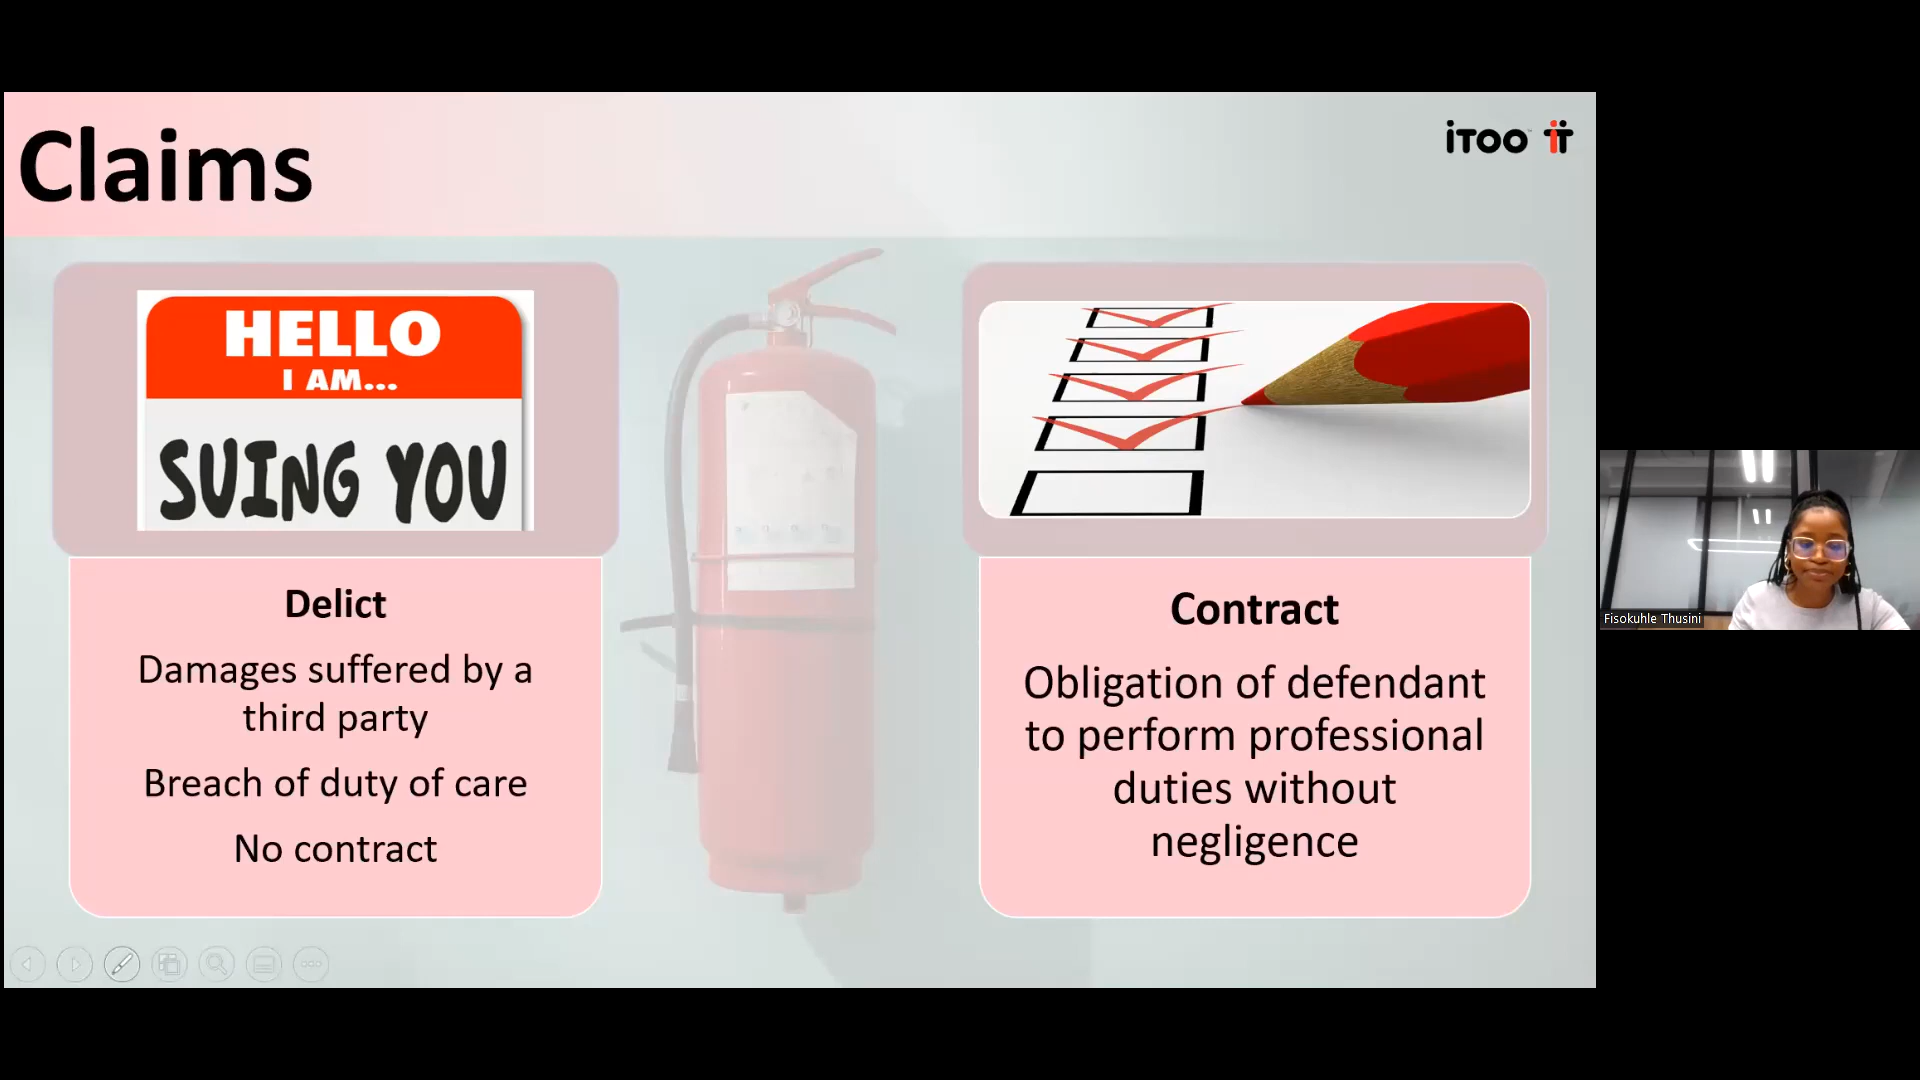 Claims
iTOO
HELLO
I AM...
SUING YOU
Delict
Damages suffered by a
third party
Breach of duty of care
No contract
Contract
Obligation of defendant
to perform professional
duties without
negligence
Fisokuhle Thusini